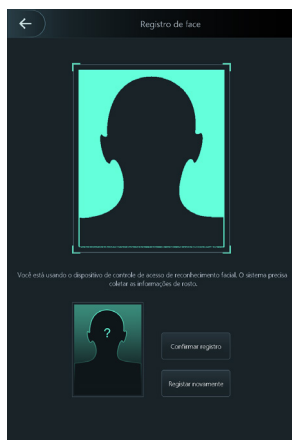 Registro de face
Você está usando o dispositivo de controle de acesso de reconhecimento facial. O sistema precisa
coletar as informações de rosto.
?
Confirmar registro
Registar novamente